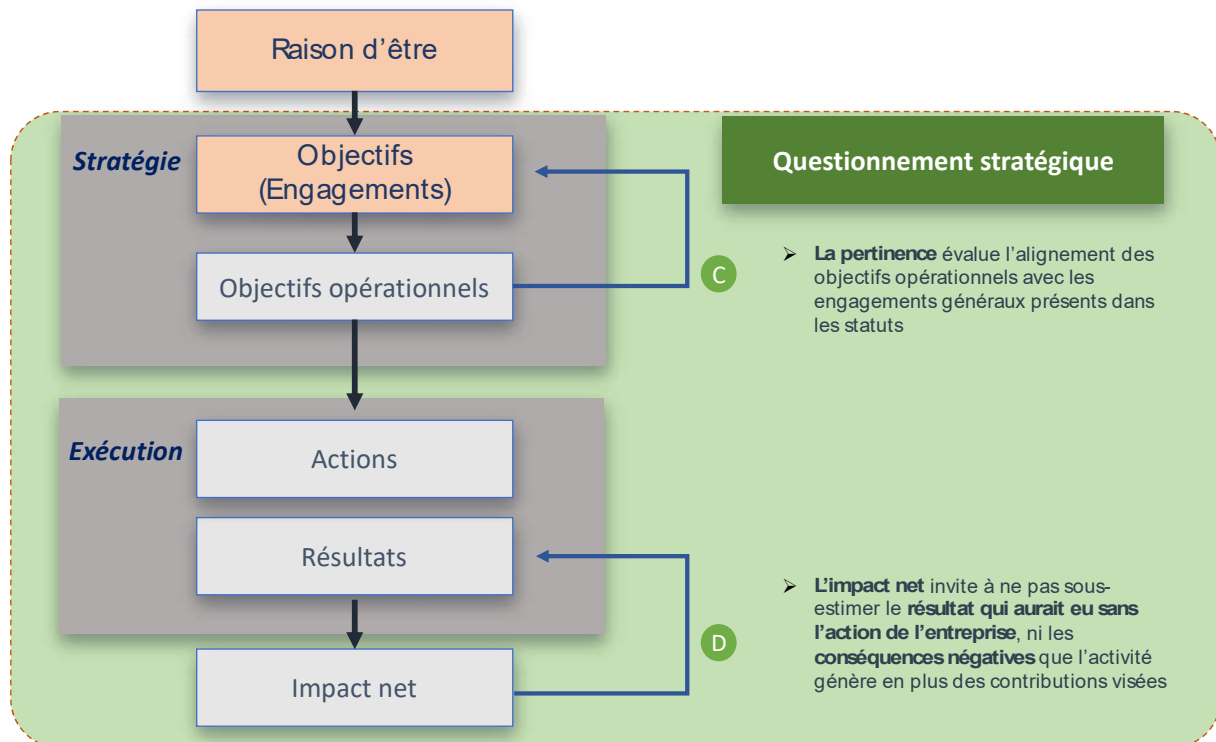 Raison d’être
Stratégie
Objectifs
(Engagements)
Questionnement stratégique
Objectifs opérationnels
C
➢ La pertinence évalue l’alignement des
objectifs opérationnels avec les
engagements généraux présents dans
les statuts
Exécution
Actions
Résultats
D
➢ L’impact net invite à ne pas sous-
estimer le résultat qui aurait eu sans
l’action de l’entreprise, ni les
conséquences négatives que l’activité
génère en plus des contributions visées
Impact net